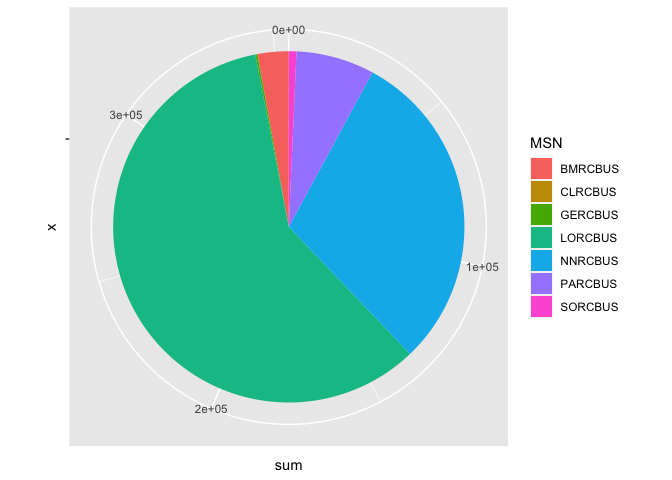 0e+00
3e+05
1e+05
2e+05
x
sum
MSN
BMRCBUS
CLRCBUS
GERCBUS
LORCBUS
NNRCBUS
PARCBUS
SORCBUS